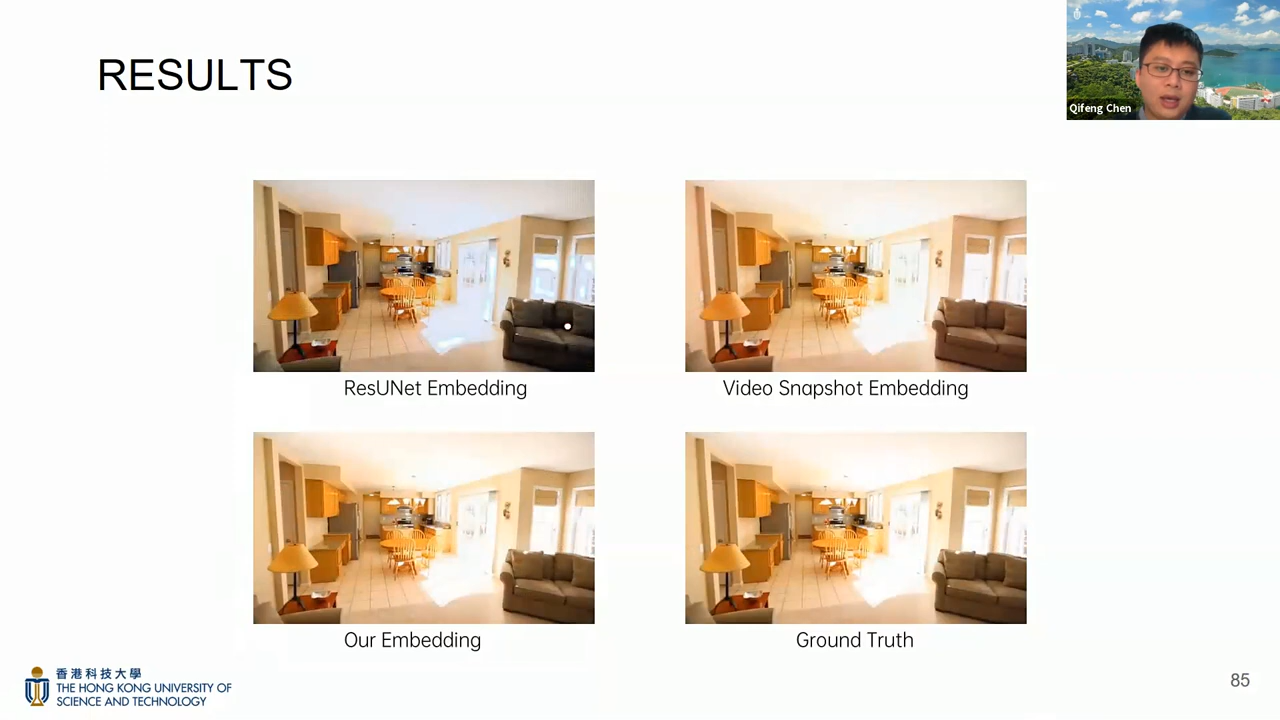 RESULTS
Qifeng Chen
ResUNet Embedding
Video Snapshot Embedding
Our Embedding
Ground Truth
香港科技大學
THE HONG KONG UNIVERSITY OF
SCIENCE AND TECHNOLOGY
85